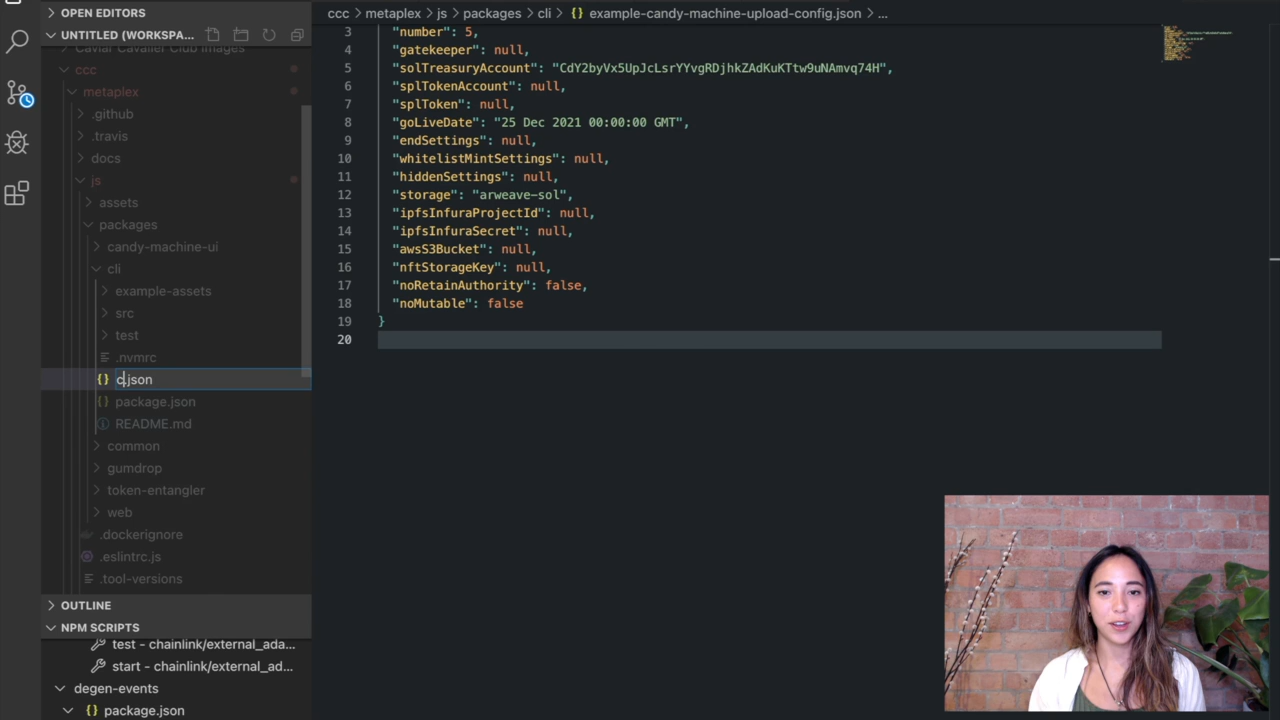 OPEN EDITORS
UNTITLED (WORKSPA...
Caviar Cavalier Club Images
ccc
metaplex
.github
.travis
docs
js
assets
packages
candy-machine-ui
cli
example-assets
src
test
.nvmrc
c.json
package.json
README.md
common
gumdrop
token-entangler
web
.dockerignore
.eslintrc.js
.tool-versions
OUTLINE
NPM SCRIPTS
test - chainlink/external_ada...
start - chainlink/external_ad...
degen-events
package.json
ccc > metaplex > js > packages > cli > {} example-candy-machine-upload-config.json > ...
3 "number": 5,
4 "gatekeeper": null,
5 "solTreasuryAccount": "CdY2byVx5UpJcLsrYYvgRDjhkZAdKuKTtw9uNAmvq74H",
6 "splTokenAccount": null,
7 "splToken": null,
8 "goLiveDate": "25 Dec 2021 00:00:00 GMT",
9 "endSettings": null,
10 "whitelistMintSettings": null,
11 "hiddenSettings": null,
12 "storage": "arweave-sol",
13 "ipfsInfuraProjectId": null,
14 "ipfsInfuraSecret": null,
15 "awsS3Bucket": null,
16 "nftStorageKey": null,
17 "noRetainAuthority": false,
18 "noMutable": false
19 }
20